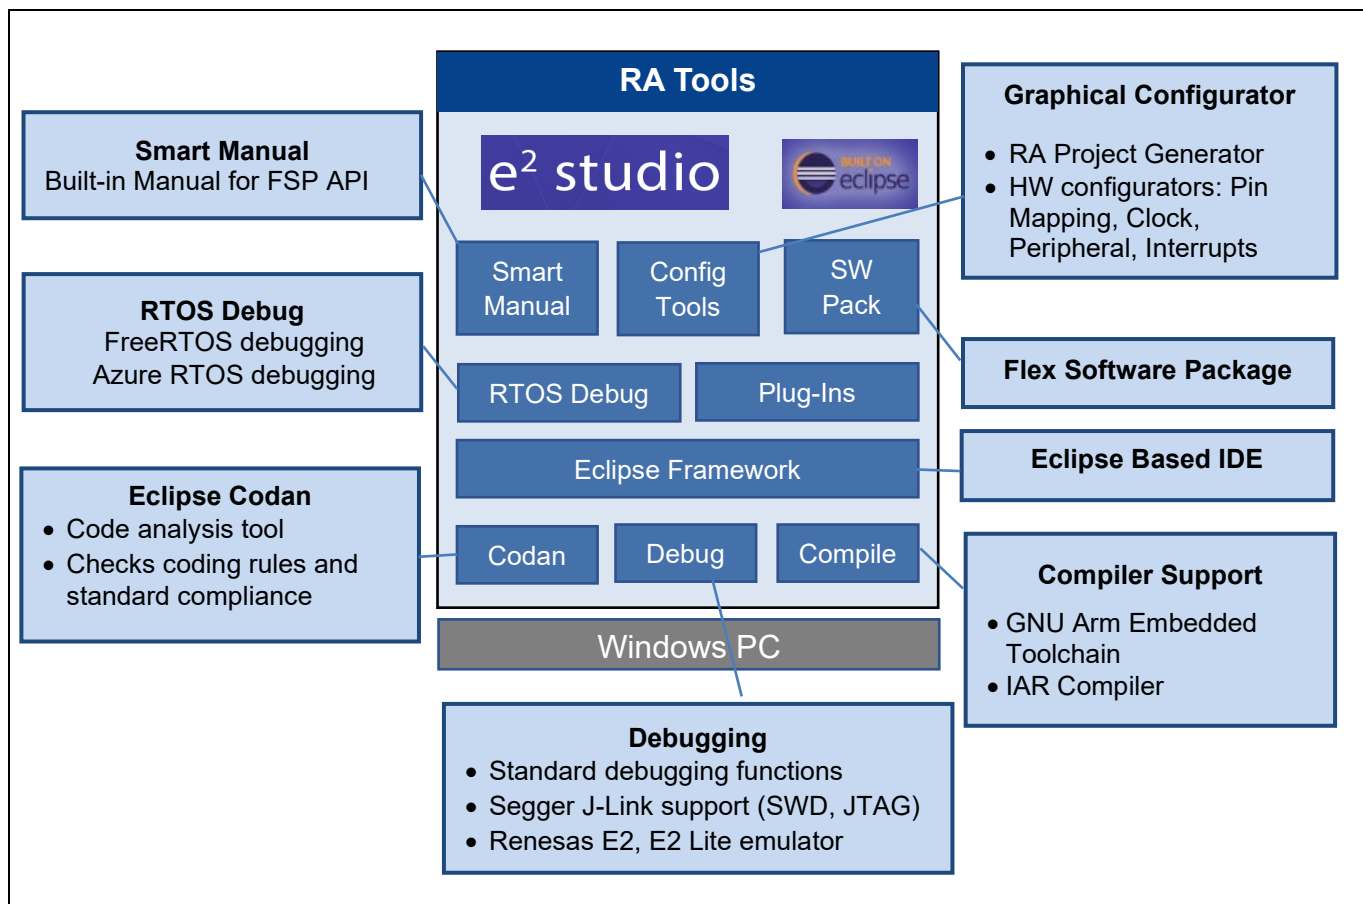 RA Tools
e² studio
BUILT ON
eclipse
Smart
Manual
Config
Tools
SW
Pack
RTOS Debug
Plug-Ins
Eclipse Framework
Codan
Debug
Compile
Windows PC
Smart Manual
Built-in Manual for FSP API
RTOS Debug
FreeRTOS debugging
Azure RTOS debugging
Eclipse Codan
• Code analysis tool
• Checks coding rules and
standard compliance
Graphical Configurator
• RA Project Generator
• HW configurators: Pin
Mapping, Clock,
Peripheral, Interrupts
Flex Software Package
Eclipse Based IDE
Compiler Support
• GNU Arm Embedded
Toolchain
• IAR Compiler
Debugging
• Standard debugging functions
• Segger J-Link support (SWD, JTAG)
• Renesas E2, E2 Lite emulator